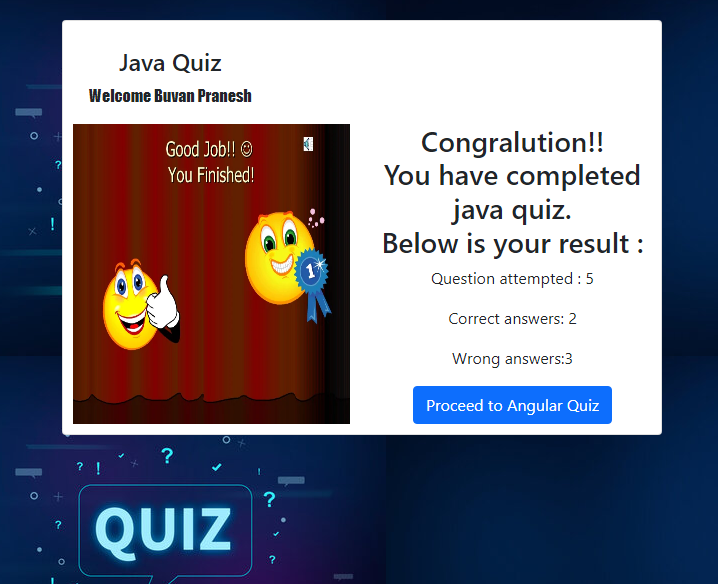 Java Quiz
Welcome Buvan Pranesh
Good Job!! ☺
You Finished!
1
Congralution!!
You have completed
java quiz.
Below is your result :
Question attempted : 5
Correct answers: 2
Wrong answers:3
Proceed to Angular Quiz
? ! ?
?
!
? ! ? !
? ?
QUIZ
?